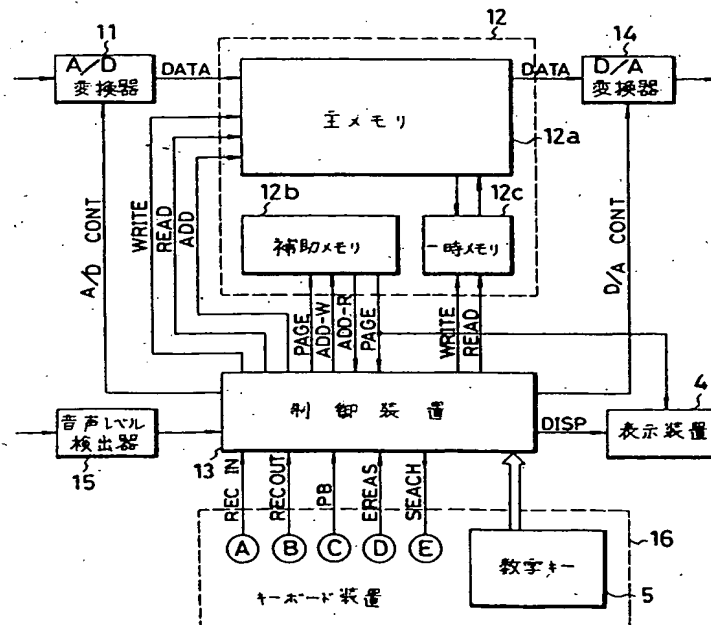 11
A/D
変換器
DATA
12
主メモリ
12a
DATA
14
D/A
変換器
12b
補助メモリ
12c
一時メモリ
A/D CONT
WRITE
READ
ADD
PAGE
ADD-W
ADD-R
PAGE
WRITE
READ
D/A CONT
音声レベル
検出器
15
制御装置
13
DISP
4
表示装置
REC IN
RECOUT
PB
EREAS
SEACH
A
B
C
D
E
キーボード装置
数字キー
5
16